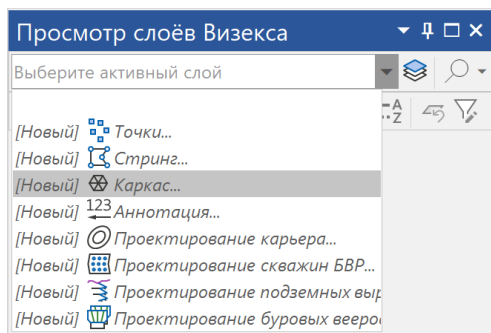 Просмотр слоёв Визекса
Выберите активный слой
A
Z
[Новый] Точки...
[Новый] Стринг...
[Новый] Каркас...
[Новый] 123 Аннотация...
[Новый] Проектирование карьера...
[Новый] Проектирование скважин БВР...
[Новый] Проектирование подземных выр
[Новый] Проектирование буровых вееро